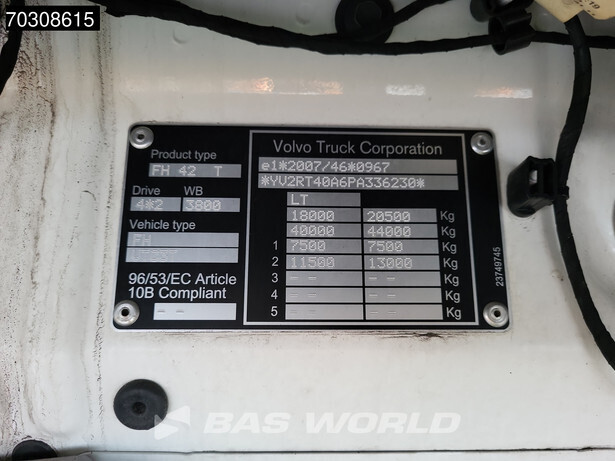 70308615
Volvo Truck Corporation
Product type
FH 42 T
e1*2007/46*0967
*YV2RT40A6PA336230*
Drive WB
4*2 3800
LT
18000 20500 Kg
40000 44000 Kg
Vehicle type
FH
1 7500 7500 Kg
2 11500 13000 Kg
3 -- -- Kg
4 -- -- Kg
5 -- -- Kg
96/53/EC Article
10B Compliant
--
23749745
BAS WORLD